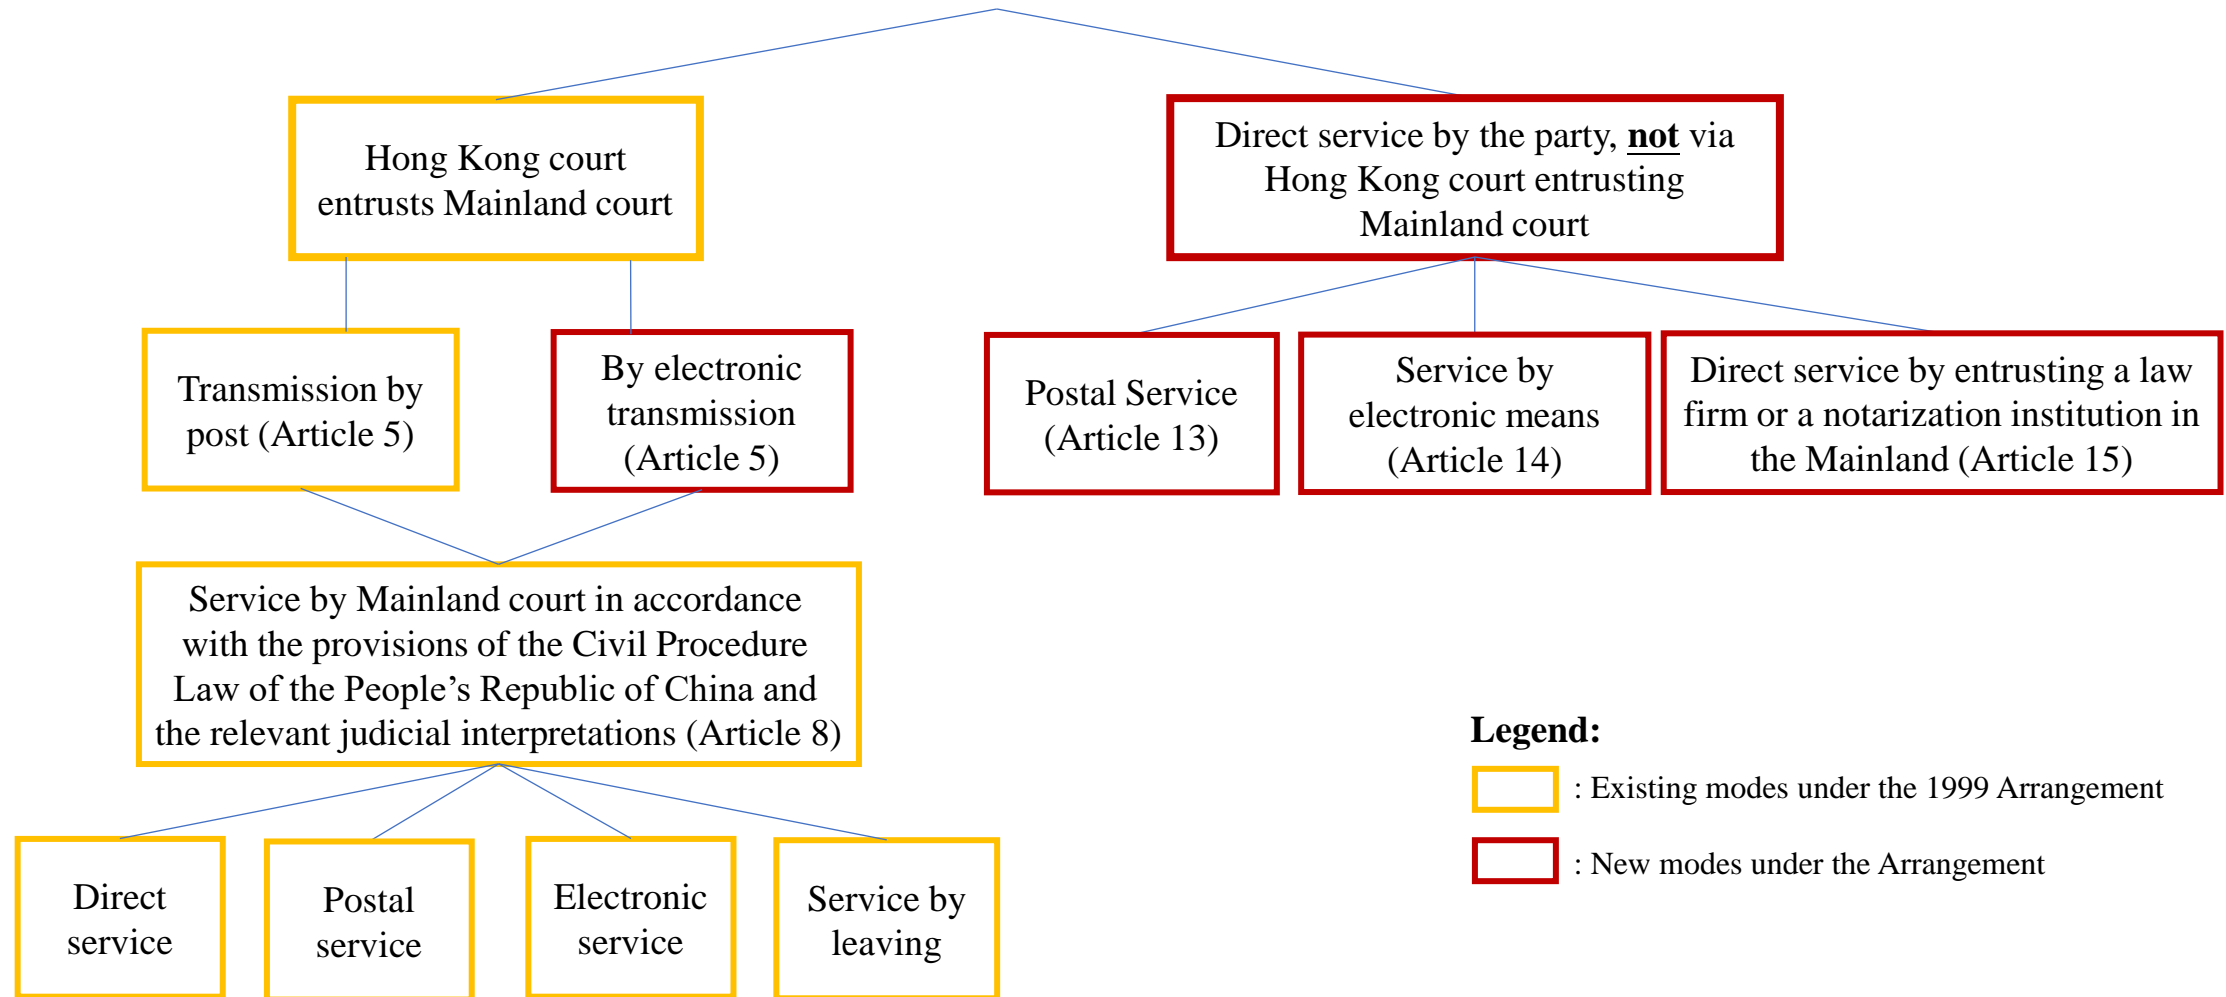 Hong Kong court
entrusts Mainland court
Direct service by the party, not via
Hong Kong court entrusting
Mainland court
Transmission by
post (Article 5)
By electronic
transmission
(Article 5)
Postal Service
(Article 13)
Service by
electronic means
(Article 14)
Direct service by entrusting a law
firm or a notarization institution in
the Mainland (Article 15)
Service by Mainland court in accordance
with the provisions of the Civil Procedure
Law of the People’s Republic of China and
the relevant judicial interpretations (Article 8)
Direct
service
Postal
service
Electronic
service
Service by
leaving
Legend:
: Existing modes under the 1999 Arrangement
: New modes under the Arrangement